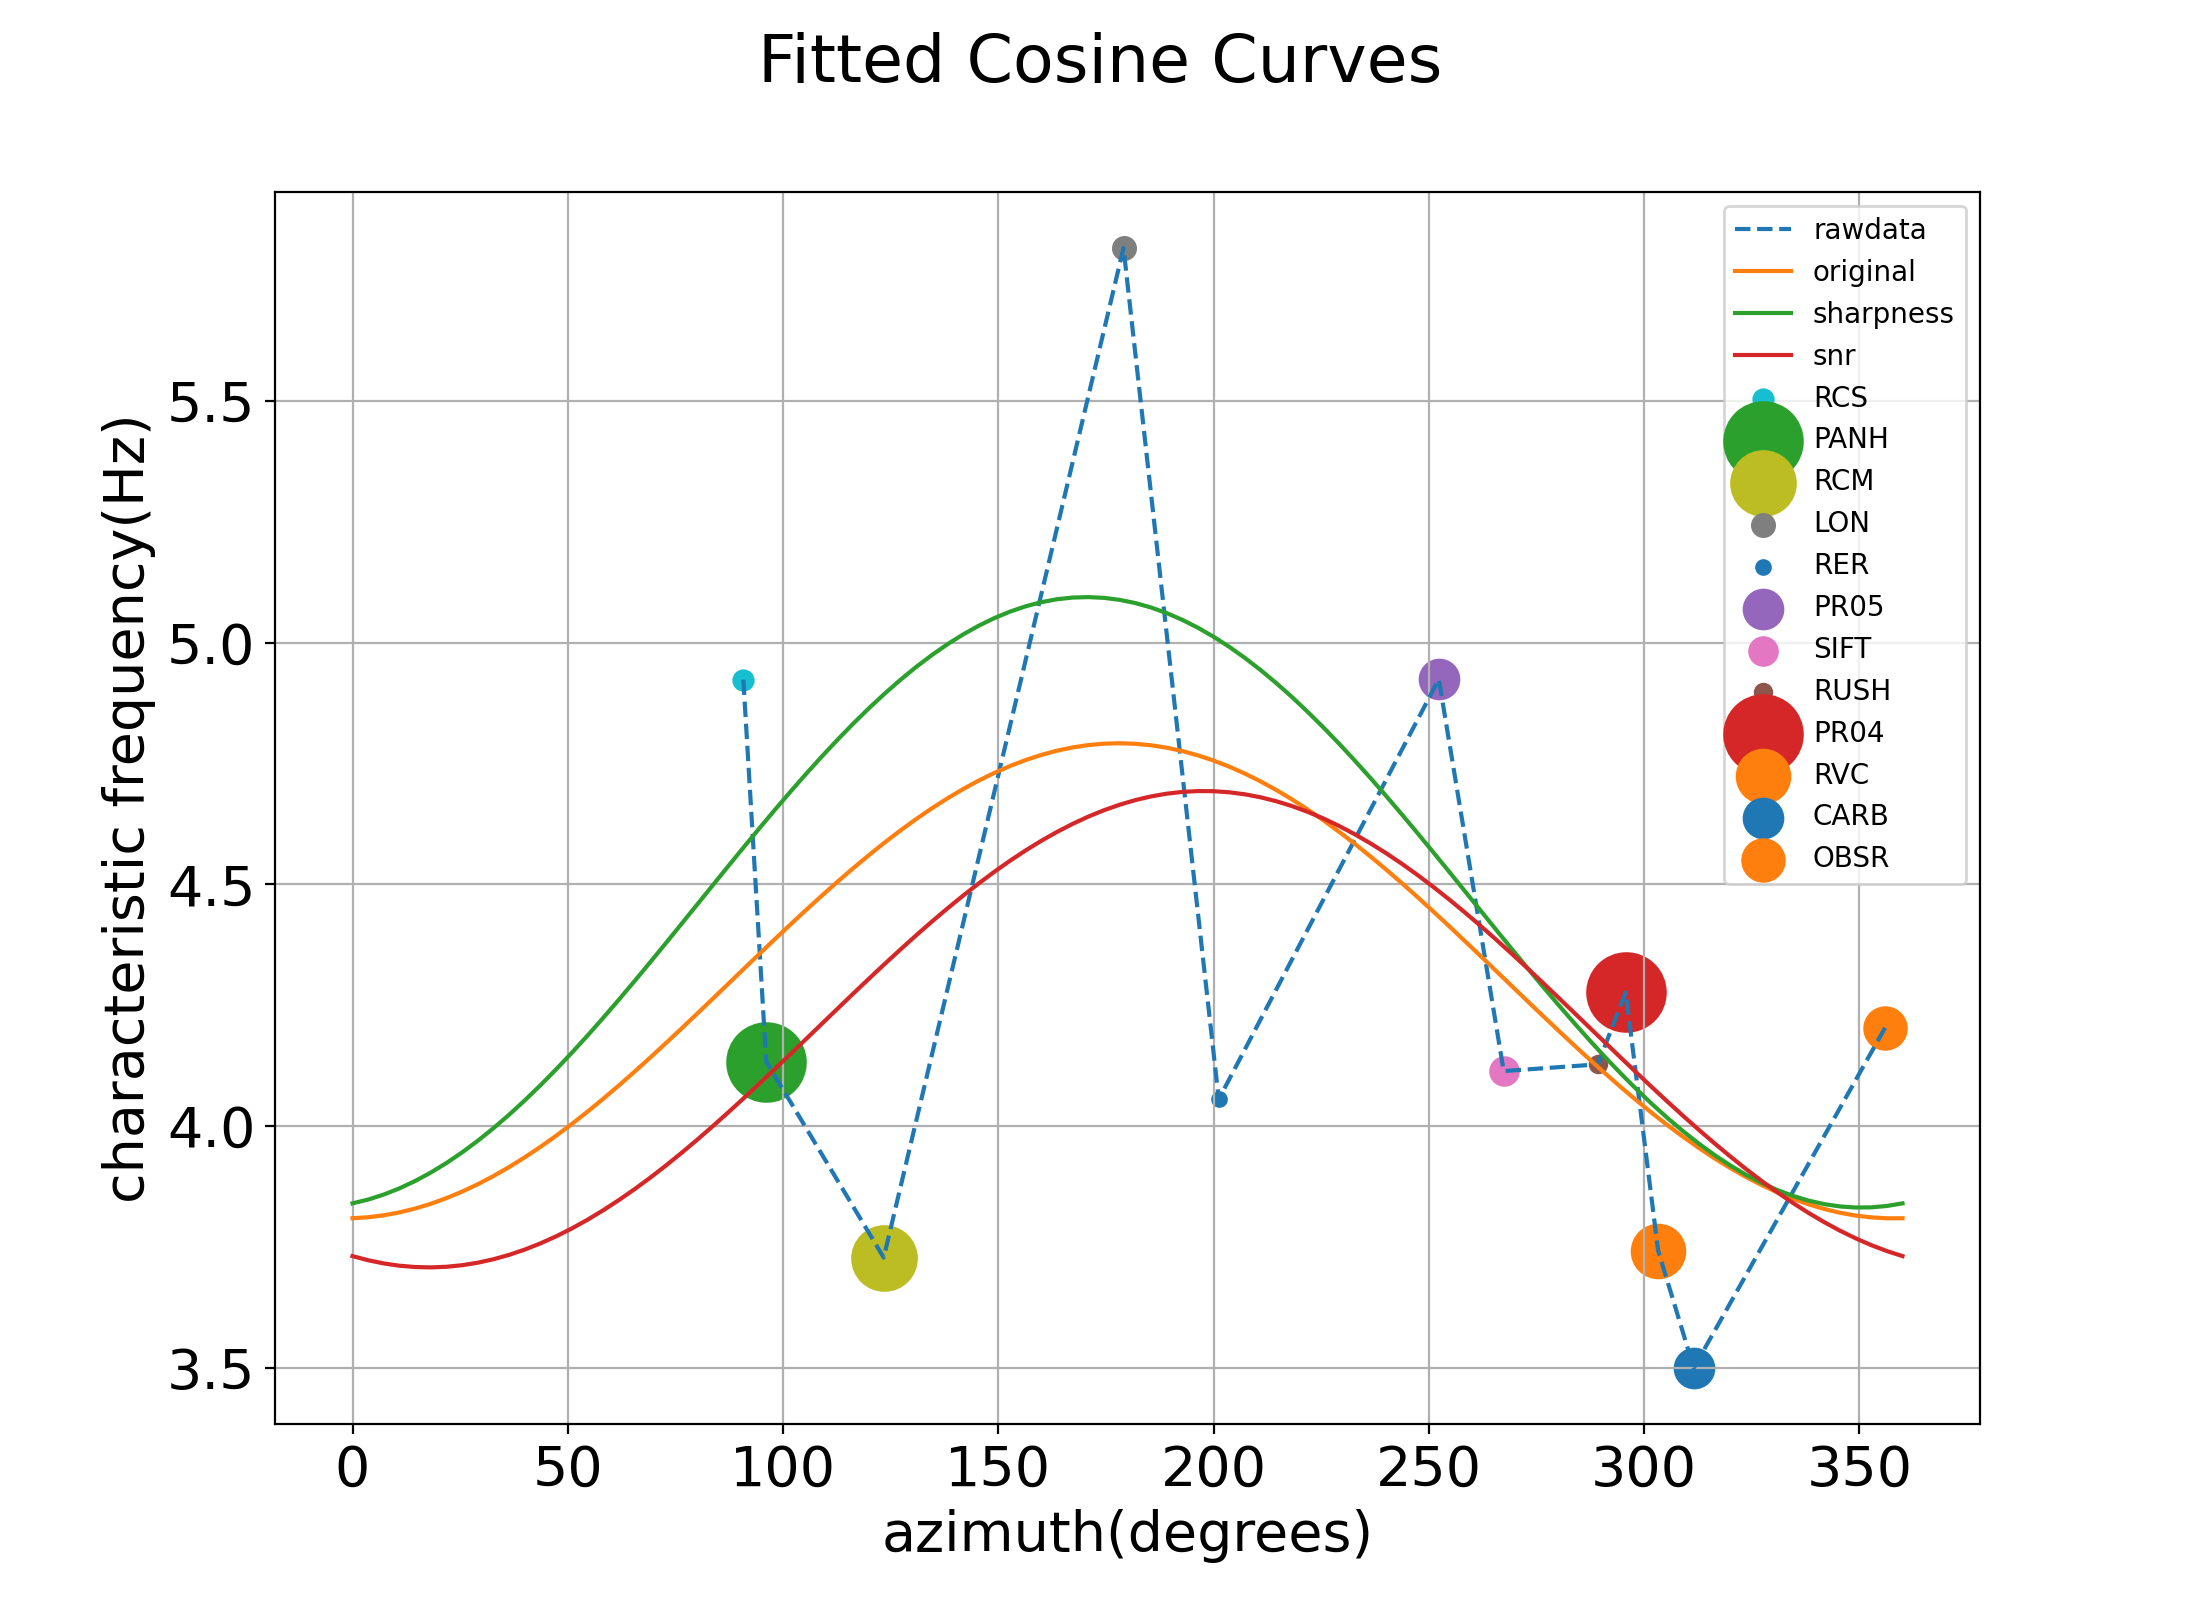 Fitted Cosine Curves
characteristic frequency(Hz)
5.5
5.0
4.5
4.0
3.5
rawdata
original
sharpness
snr
RCS
PANH
RCM
LON
RER
PR05
SIFT
RUSH
PR04
RVC
CARB
OBSR
0 50 100 150 200 250 300 350
azimuth(degrees)